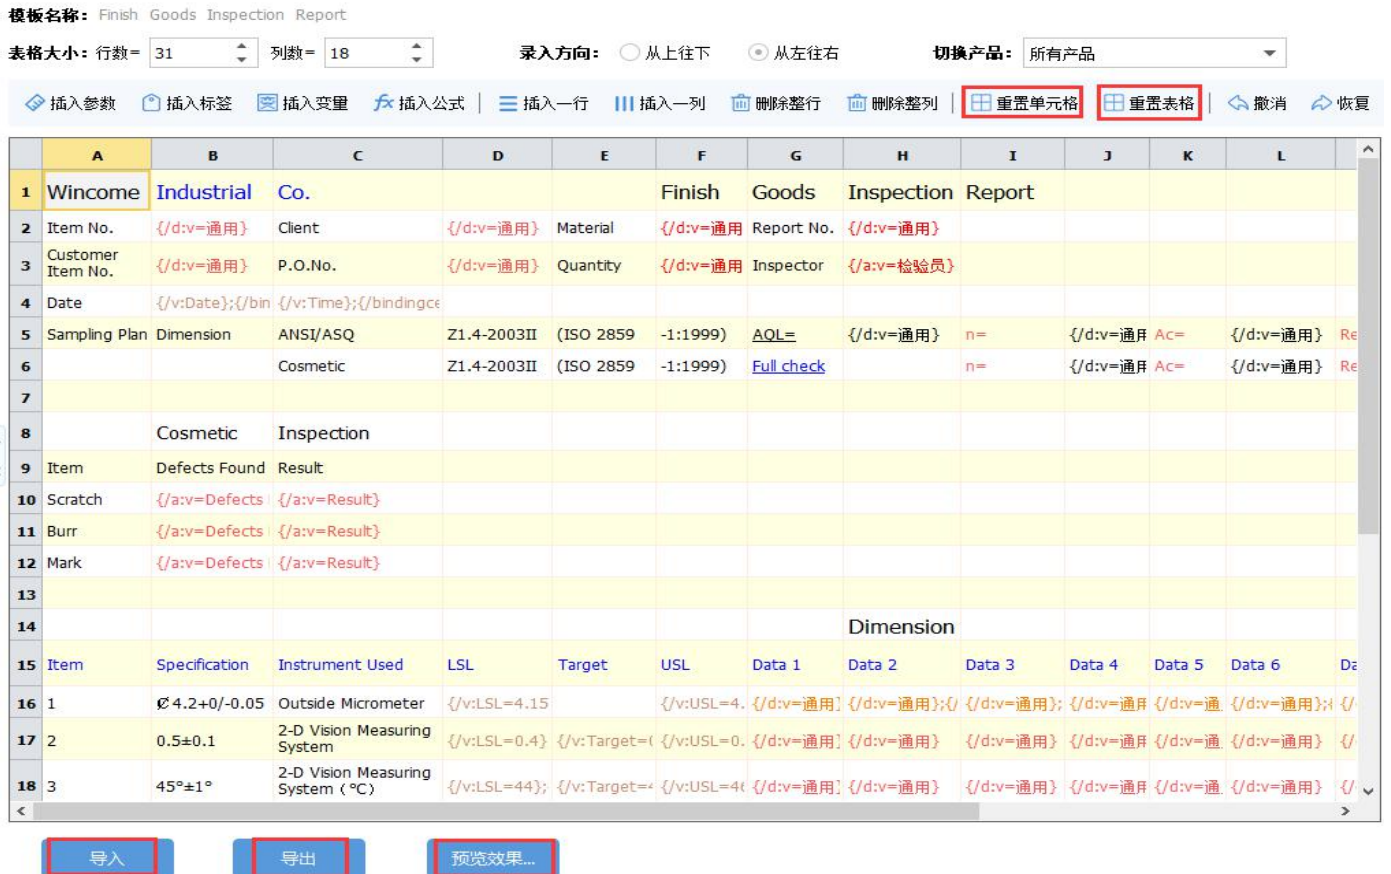 模板名称： Finish Goods Inspection Report
表格大小：行数= 31 列数= 18 录入方向： 从上往下 从左往右 切换产品： 所有产品
插入参数 插入标签 插入变量 fx 插入公式 插入一行 插入一列 删除整行 删除整列 重置单元格 重置表格 撤消 恢复
A B C D E F G H I J K L
1 Wincome Industrial Co. Finish Goods Inspection Report
2 Item No. {/d:v=通用} Client {/d:v=通用} Material {/d:v=通用 Report No. {/d:v=通用}
3 Customer Item No. {/d:v=通用} P.O.No. {/d:v=通用} Quantity {/d:v=通用 Inspector {/a:v=检验员}
4 Date {/v:Date};{/bin {/v:Time};{/bindingce
5 Sampling Plan Dimension ANSI/ASQ Z1.4-2003II (ISO 2859 -1:1999) AQL= {/d:v=通用} n= {/d:v=通用 Ac= {/d:v=通用} Re
6 Cosmetic Z1.4-2003II (ISO 2859 -1:1999) Full check n= {/d:v=通用 Ac= {/d:v=通用} Re
7
8 Cosmetic Inspection
9 Item Defects Found Result
10 Scratch {/a:v=Defects {/a:v=Result}
11 Burr {/a:v=Defects {/a:v=Result}
12 Mark {/a:v=Defects {/a:v=Result}
13
14 Dimension
15 Item Specification Instrument Used LSL Target USL Data 1 Data 2 Data 3 Data 4 Data 5 Data 6 Da
16 1 ₡4.2+0/-0.05 Outside Micrometer {/v:LSL=4.15 {/v:USL=4. {/d:v=通用} {/d:v=通用};{/ {/d:v=通用}; {/d:v=通用 {/d:v=通 {/d:v=通用};{ {/
17 2 0.5±0.1 2-D Vision Measuring System {/v:LSL=0.4} {/v:Target=0 {/v:USL=0. {/d:v=通用} {/d:v=通用} {/d:v=通用} {/d:v=通用 {/d:v=通 {/d:v=通用} {/
18 3 45°±1° 2-D Vision Measuring System (°C) {/v:LSL=44}; {/v:Target=4 {/v:USL=46 {/d:v=通用} {/d:v=通用} {/d:v=通用} {/d:v=通用 {/d:v=通 {/d:v=通用} {/
导入 导出 预览效果...